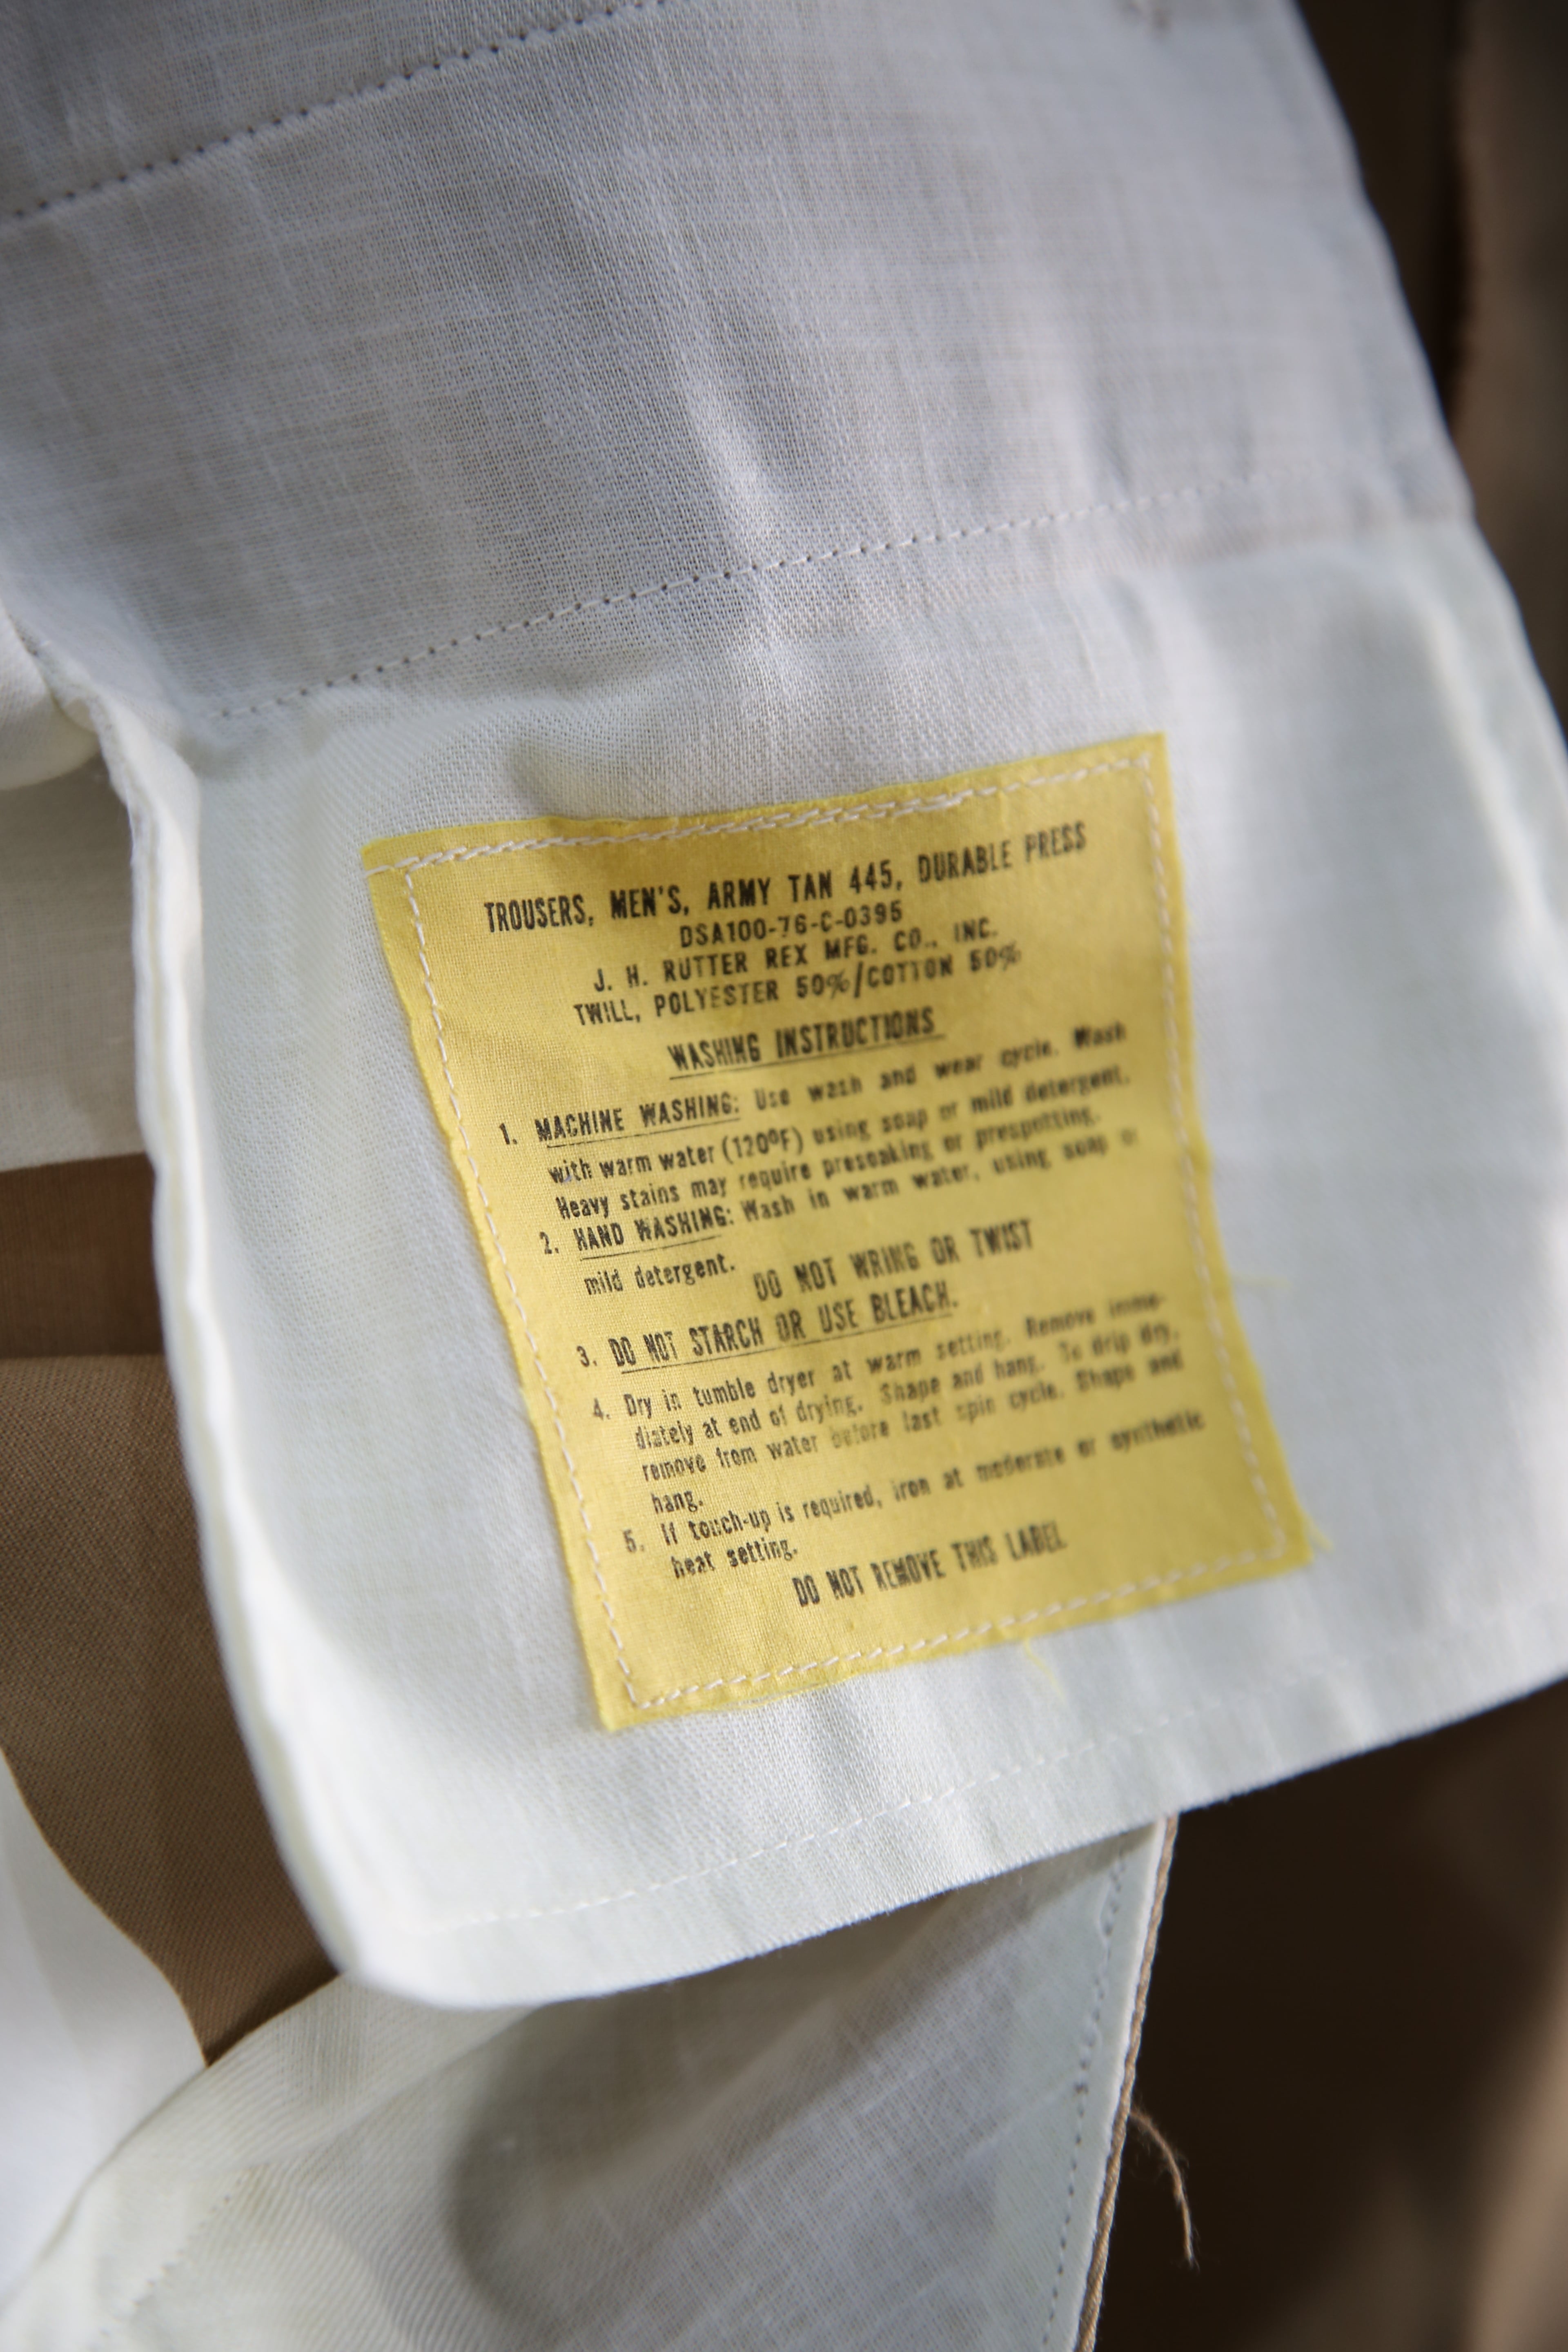 TROUSERS, MEN'S, ARMY TAN 445, DURABLE PRESS
DSA100-76-C-0395
J. H. RUTTER REX MFG. CO., INC.
TWILL, POLYESTER 50%/COTTON 50%
WASHING INSTRUCTIONS
1. MACHINE WASHING: Use wash and wear cycle. Wash
with warm water (120°F) using soap or mild detergent.
Heavy stains may require presoaking or prespotting.
2. HAND WASHING: Wash in warm water, using soap or
mild detergent.
DO NOT WRING OR TWIST
3. DO NOT STARCH OR USE BLEACH.
4. Dry in tumble dryer at warm setting. Remove imme-
diately at end of drying. Shape and hang. To drip dry,
remove from water before last spin cycle. Shape and
hang.
5. If touch-up is required, iron at moderate or synthetic
heat setting.
DO NOT REMOVE THIS LABEL